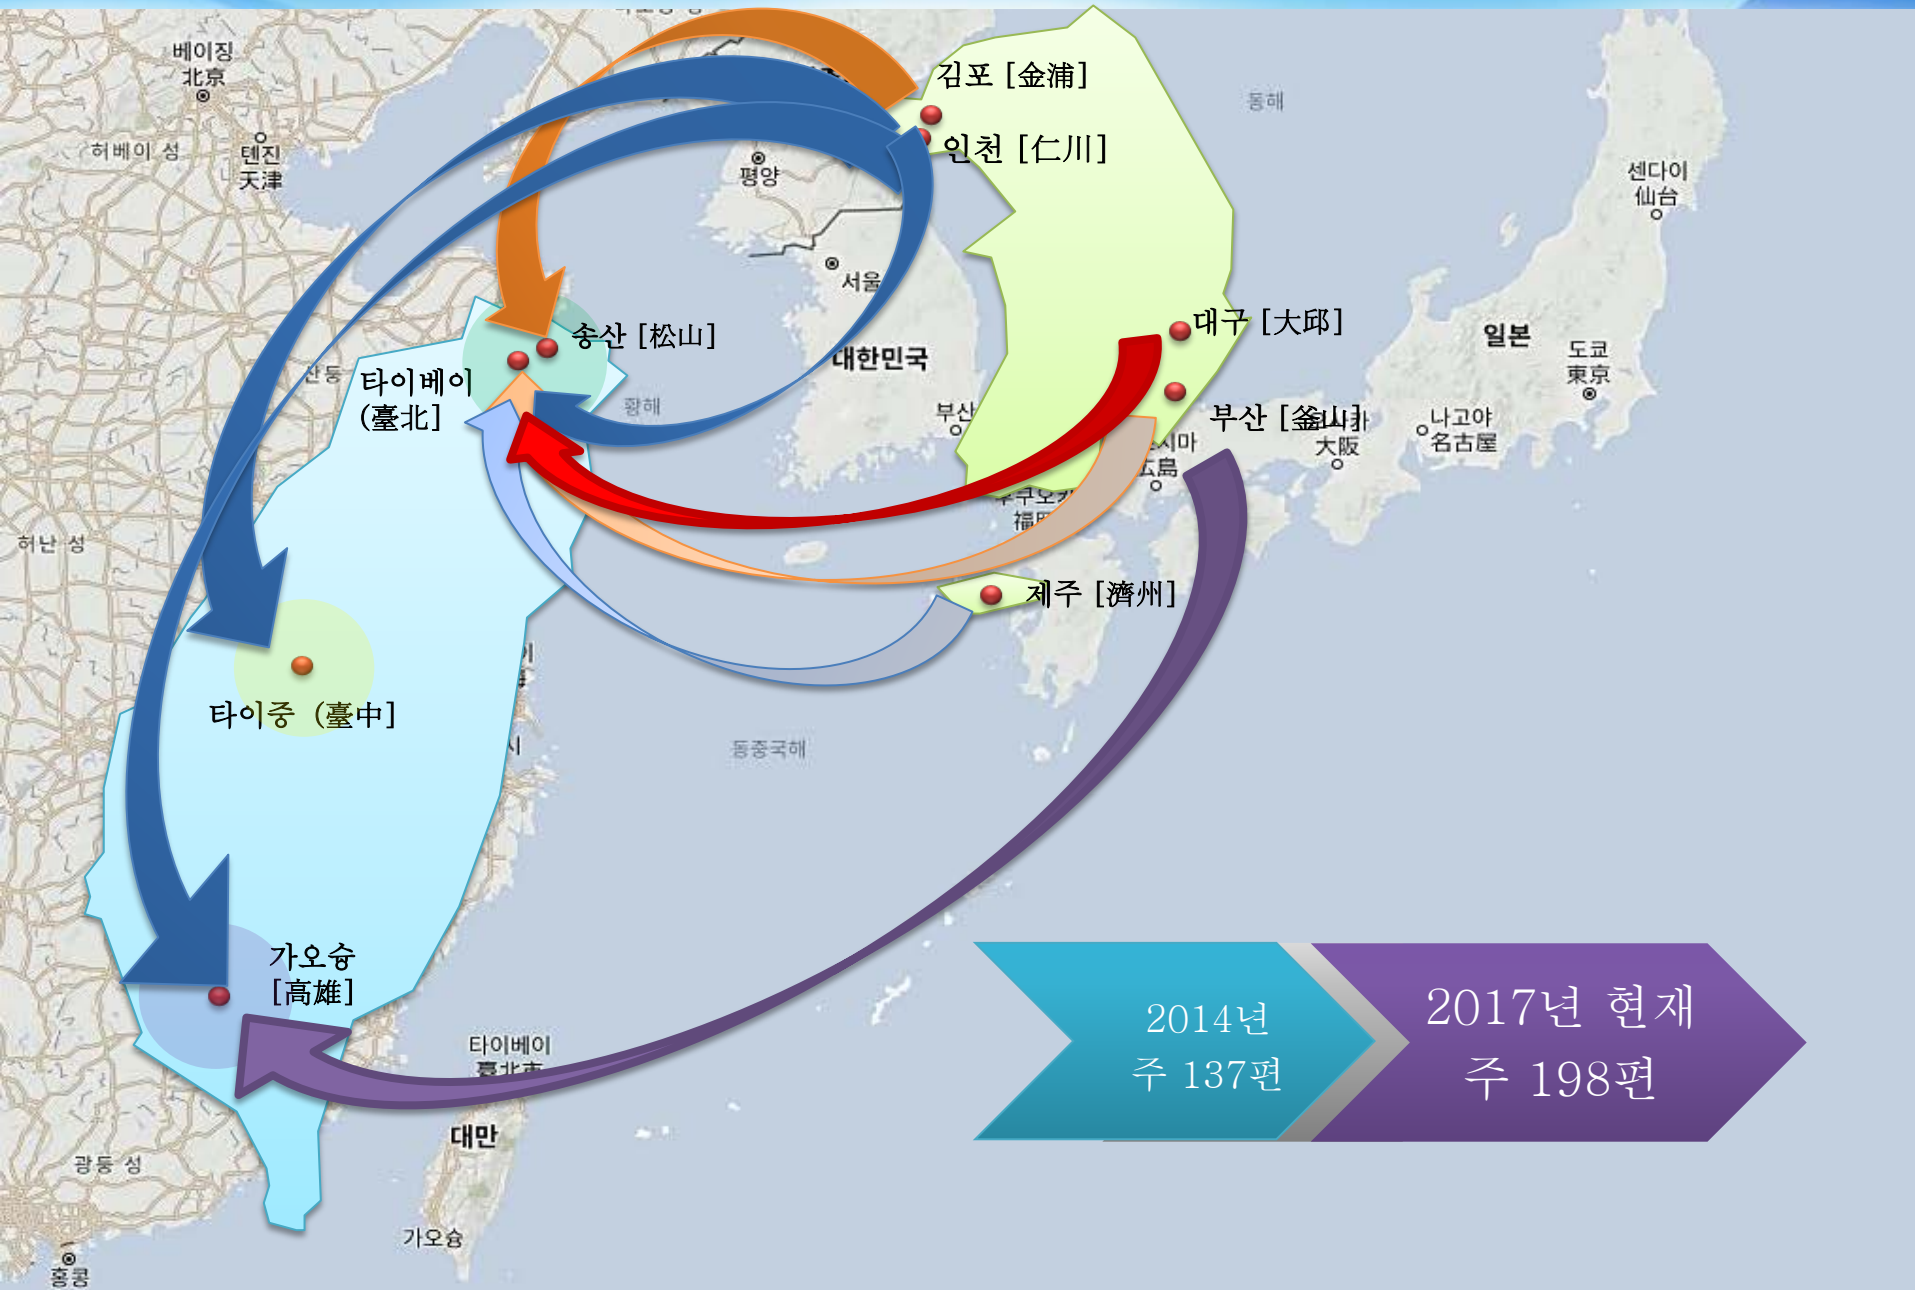 베이징
北京
허베이 성
톈진
天津
평양
서울
산둥
황해
허난 성
동해
센다이
仙台
일본
도쿄
東京
나고야
名古屋
大阪
대한민국
부산
広島
동중국해
타이베이
臺北市
대만
가오슝
광둥 성
홍콩
김포 [金浦]
인천 [仁川]
송산 [松山]
타이베이
(臺北]
대구 [大邱]
부산 [釜山]
제주 [濟州]
타이중 (臺中]
가오슝
[高雄]
2014년
주 137편
2017년 현재
주 198편